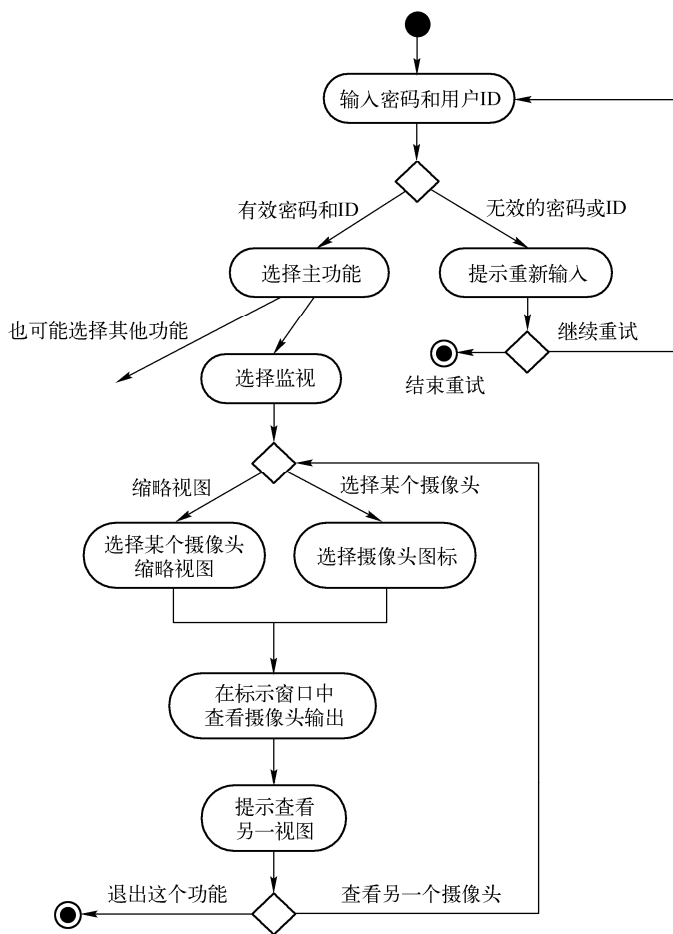 输入密码和用户ID
有效密码和ID
无效的密码或ID
选择主功能
提示重新输入
也可能选择其他功能
继续重试
选择监视
结束重试
缩略视图
选择某个摄像头
选择某个摄像头
缩略视图
选择摄像头图标
在标示窗口中
查看摄像头输出
提示查看
另一视图
退出这个功能
查看另一个摄像头